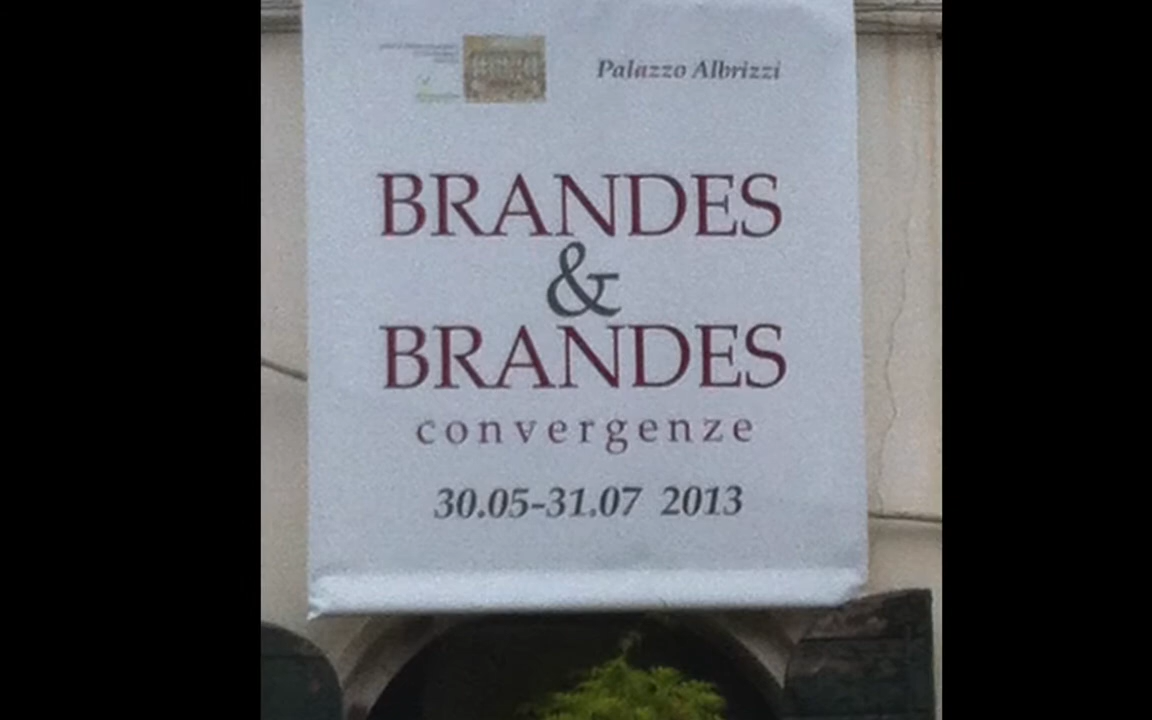 Palazzo Albrizzi
BRANDES
&
BRANDES
convergenze
30.05-31.07 2013